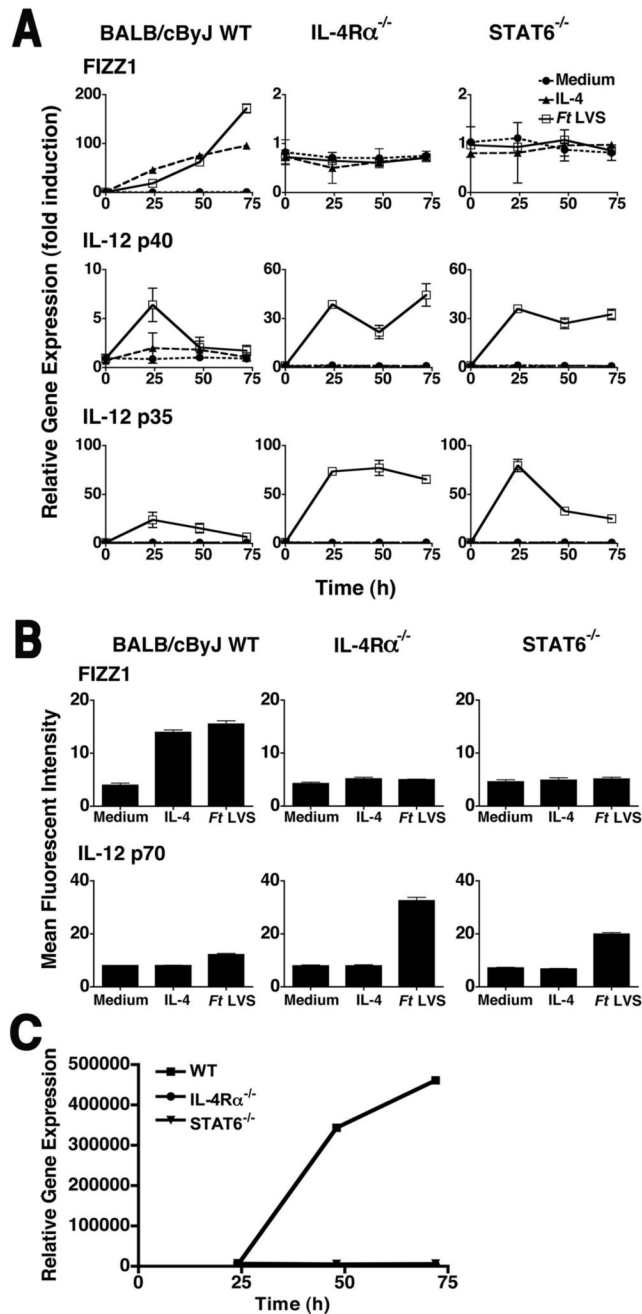 A
BALB/cByJ WT IL-4Rα-/- STAT6-/-
FIZZ1
Medium
IL-4
Ft LVS
200
100
0
0 25 50 75
2
1
0
0 25 50 75
2
1
0
0 25 50 75
Relative Gene Expression (fold induction)
IL-12 p40
10
5
0
0 25 50 75
60
30
0
0 25 50 75
60
30
0
0 25 50 75
IL-12 p35
100
50
0
0 25 50 75
100
50
0
0 25 50 75
100
50
0
0 25 50 75
Time (h)
B
BALB/cByJ WT IL-4Rα-/- STAT6-/-
FIZZ1
Mean Fluorescent Intensity
20
10
0
Medium IL-4 Ft LVS
20
10
0
Medium IL-4 Ft LVS
20
10
0
Medium IL-4 Ft LVS
IL-12 p70
40
20
0
Medium IL-4 Ft LVS
40
20
0
Medium IL-4 Ft LVS
40
20
0
Medium IL-4 Ft LVS
C
Relative Gene Expression
500000
400000
300000
200000
100000
0
WT
IL-4Rα-/-
STAT6-/-
0 25 50 75
Time (h)